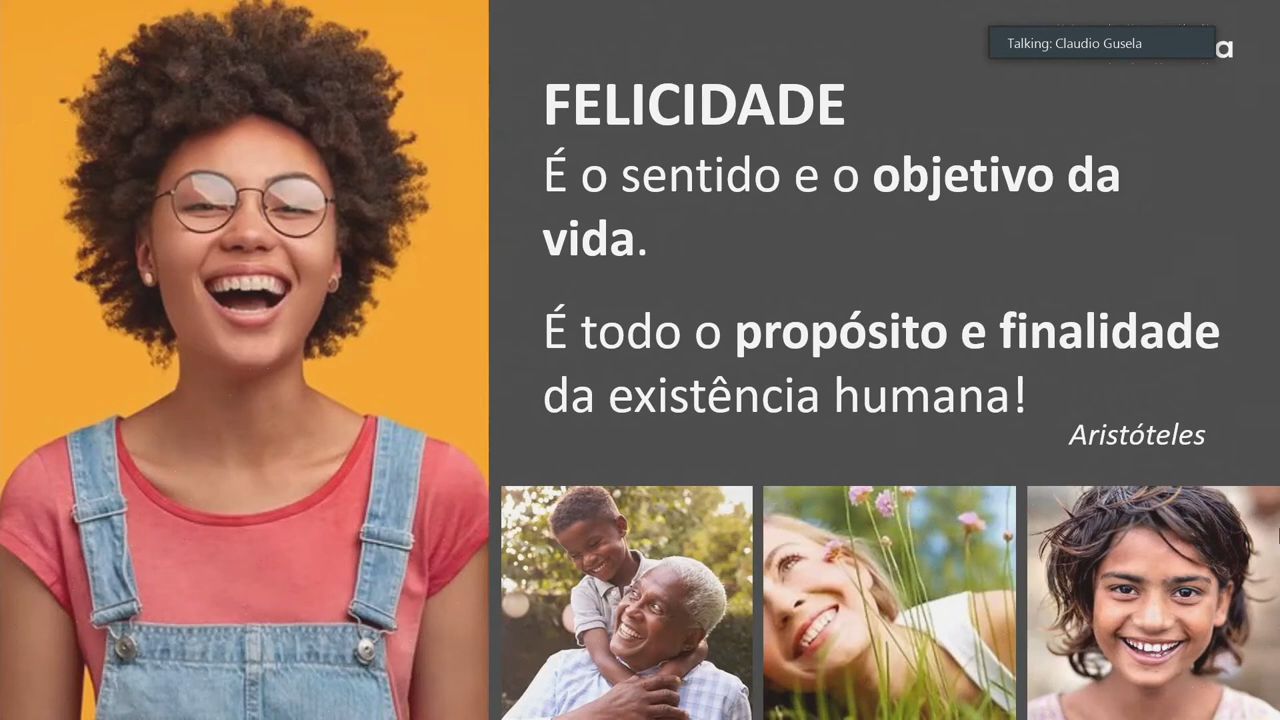 Talking: Claudio Gusela
a
FELICIDADE
É o sentido e o objetivo da
vida.
É todo o propósito e finalidade
da existência humana!
Aristóteles